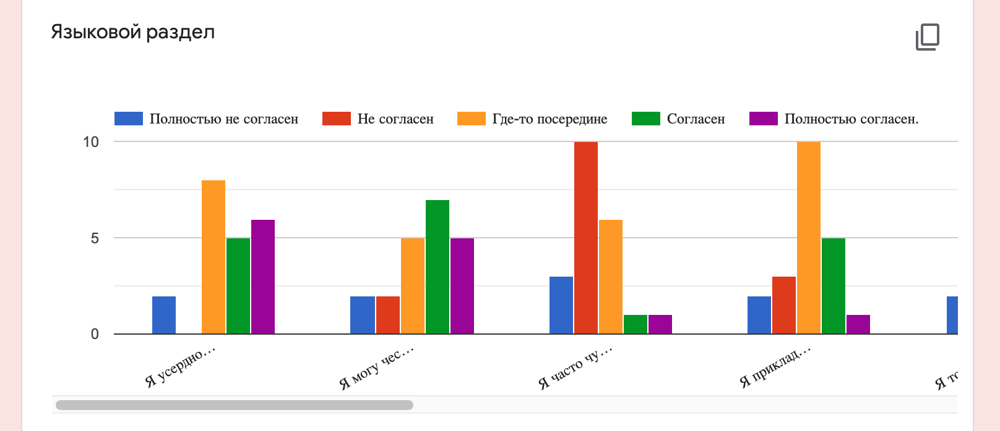 Языковой раздел
Полностью не согласен
Не согласен
Где-то посередине
Согласен
Полностью согласен.
10
5
0
Я усердно…
Я могу чес…
Я часто чу…
Я приклад…
Я то